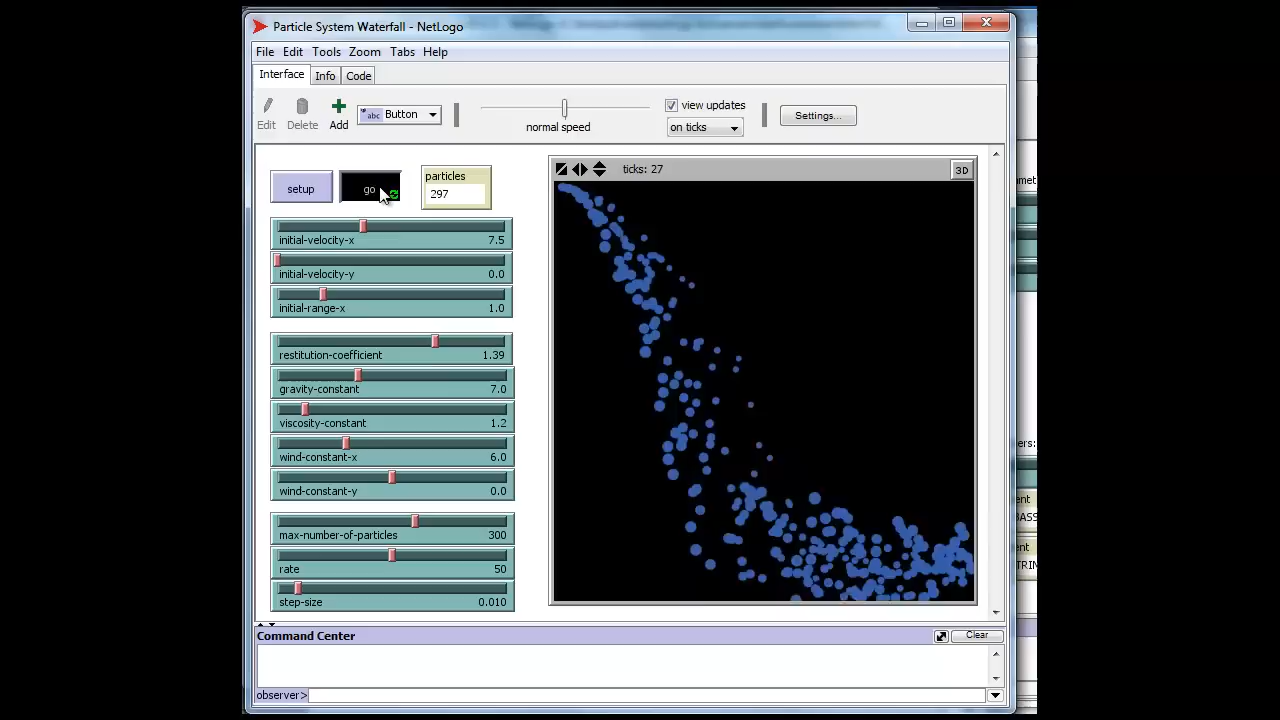 Particle System Waterfall - NetLogo
File Edit Tools Zoom Tabs Help
Interface Info Code
Edit Delete Add abc Button normal speed view updates on ticks Settings...
setup go particles 297
ticks: 27 3D
initial-velocity-x 7.5
initial-velocity-y 0.0
initial-range-x 1.0
restitution-coefficient 1.39
gravity-constant 7.0
viscosity-constant 1.2
wind-constant-x 6.0
wind-constant-y 0.0
max-number-of-particles 300
rate 50
step-size 0.010
Command Center Clear
observer>